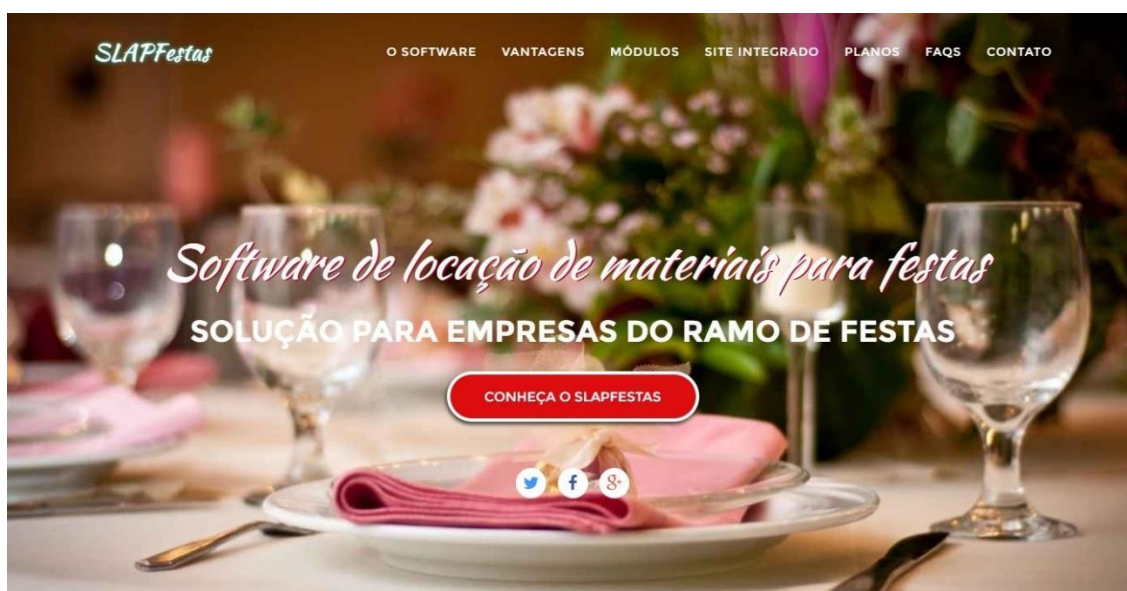 SLAPFestas
O SOFTWARE VANTAGENS MÓDULOS SITE INTEGRADO PLANOS FAQS CONTATO
Software de locação de materiais para festas
SOLUÇÃO PARA EMPRESAS DO RAMO DE FESTAS
CONHEÇA O SLAPFESTAS